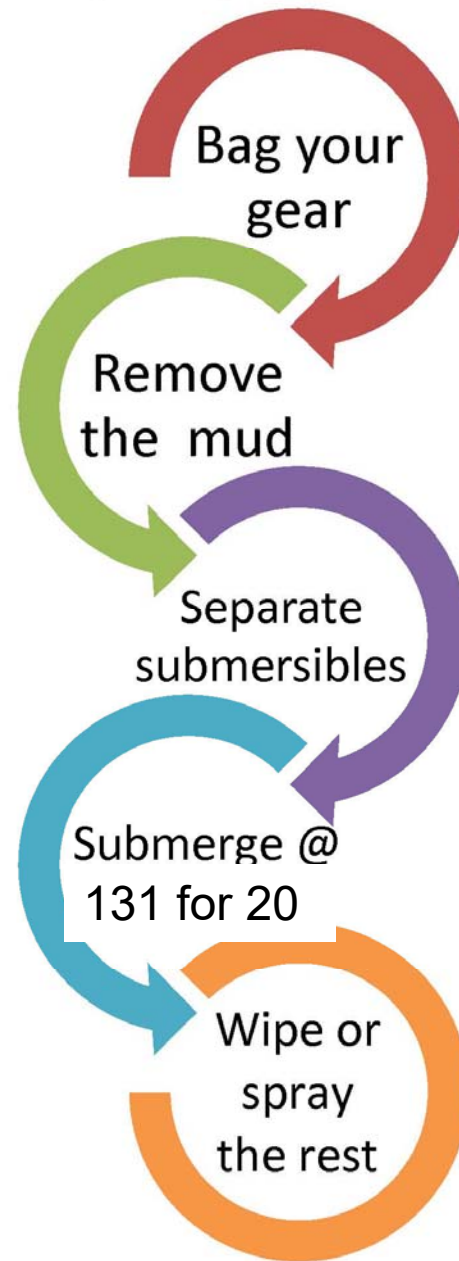 Bag your
gear
Remove
the mud
Separate
submersibles
Submerge @
131 for 20
Wipe or
spray
the rest